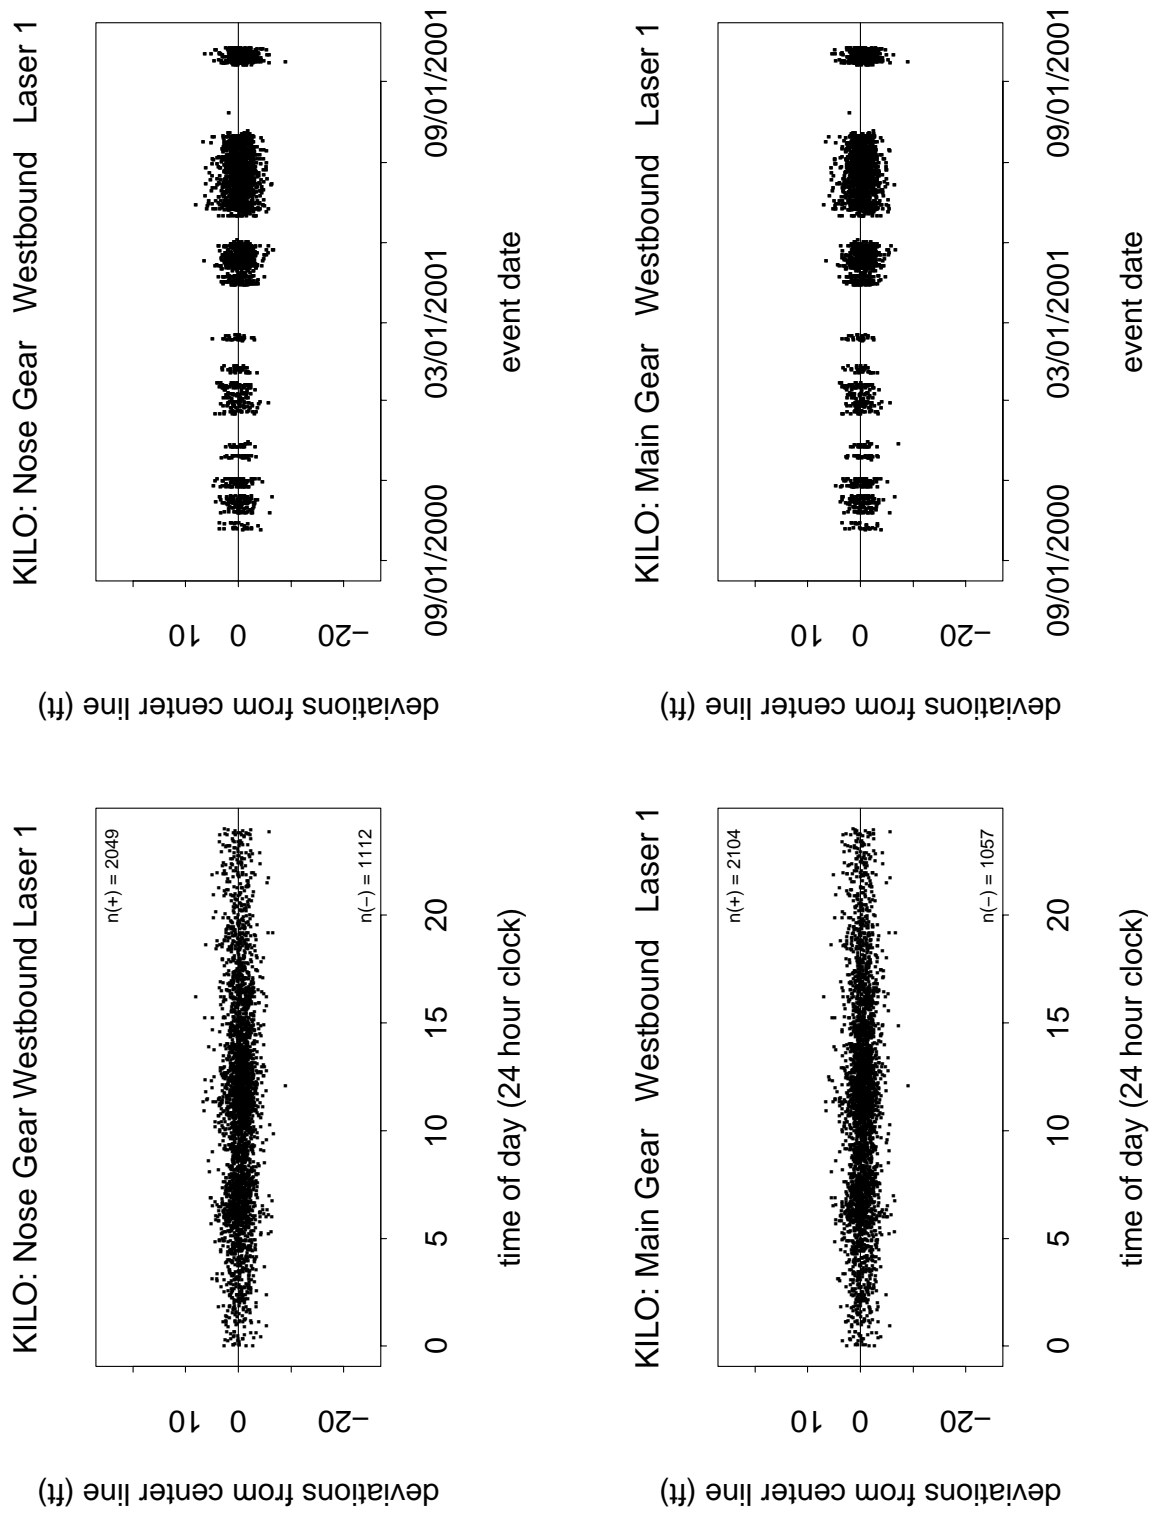 KILO: Nose Gear Westbound Laser 1
n(+) = 2049
n(−) = 1112
10
0
−20
deviations from center line (ft)
0 5 10 15 20
time of day (24 hour clock)
KILO: Nose Gear Westbound Laser 1
10
0
−20
deviations from center line (ft)
09/01/2000 03/01/2001 09/01/2001
event date
KILO: Main Gear Westbound Laser 1
n(+) = 2104
n(−) = 1057
10
0
−20
deviations from center line (ft)
0 5 10 15 20
time of day (24 hour clock)
KILO: Main Gear Westbound Laser 1
10
0
−20
deviations from center line (ft)
09/01/2000 03/01/2001 09/01/2001
event date